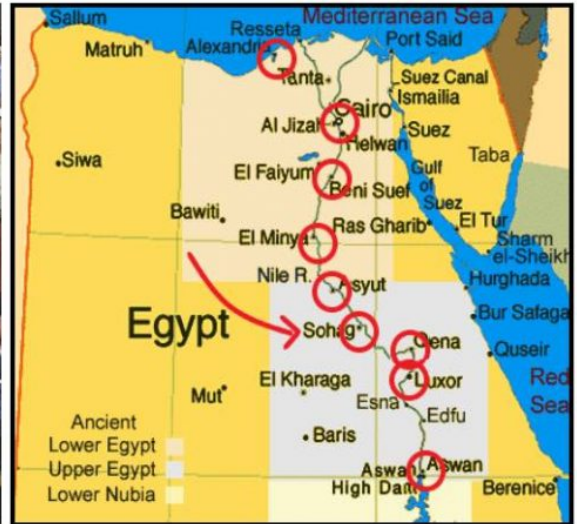 Sallum
Mediterranean Sea
Resseta
Matruh
Alexandria
Port Said
Tanta
Suez Canal
Cairo
Ismailia
Al Jizah
Helwan
Suez
Siwa
Taba
El Faiyum
Gulf
of
Suez
Beni Suef
Bawiti
Ras Gharib
El Tur
El Minya
Sharm
el-Sheikh
Nile R.
Asyut
Hurghada
Egypt
Sohag
Bur Safaga
Qena
Quseir
El Kharaga
Luxor
Red
Sea
Mut
Esna
Edfu
Ancient
Lower Egypt
Upper Egypt
Lower Nubia
Baris
Aswan
High Dam
Aswan
Berenice